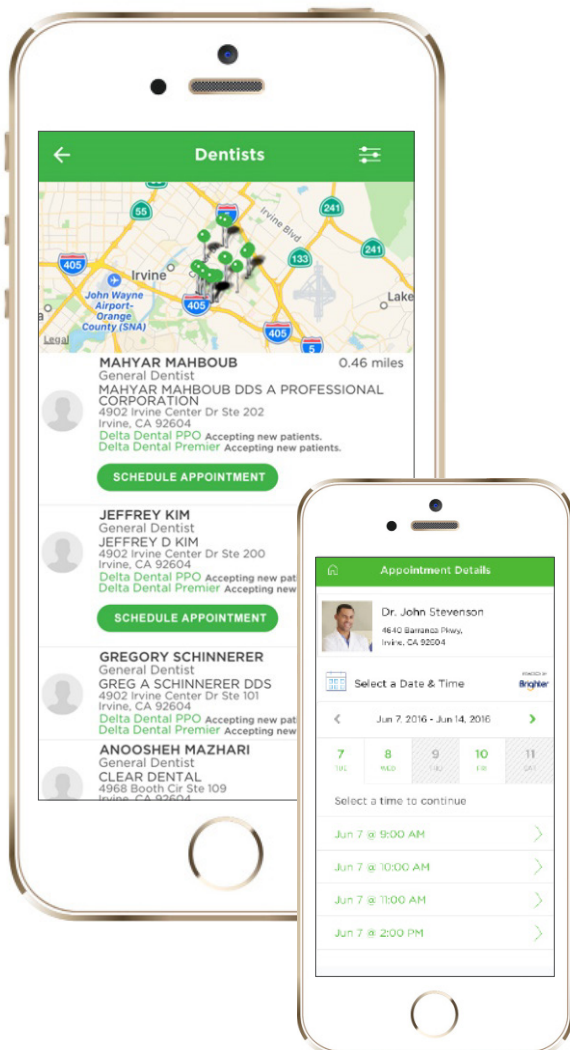 Dentists
55
5
241
Irvine Blvd
241
133
405
Irvine
John Wayne
Airport-
Orange
County (SNA)
405
Lake
405
5
Legal
MAHYAR MAHBOUB 0.46 miles
General Dentist
MAHYAR MAHBOUB DDS A PROFESSIONAL
CORPORATION
4902 Irvine Center Dr Ste 202
Irvine, CA 92604
Delta Dental PPO Accepting new patients.
Delta Dental Premier Accepting new patients.
SCHEDULE APPOINTMENT
JEFFREY KIM
General Dentist
JEFFREY D KIM
4902 Irvine Center Dr Ste 200
Irvine, CA 92604
Delta Dental PPO Accepting new pat
Delta Dental Premier Accepting new
SCHEDULE APPOINTMENT
GREGORY SCHINNERER
General Dentist
GREG A SCHINNERER DDS
4902 Irvine Center Dr Ste 101
Irvine, CA 92604
Delta Dental PPO Accepting new pat
Delta Dental Premier Accepting new
ANOOSHEH MAZHARI
General Dentist
CLEAR DENTAL
4968 Booth Cir Ste 109
Irvine, CA 92604
Appointment Details
Dr. John Stevenson
4640 Barranca Pkwy,
Irvine, CA 92604
Select a Date & Time
Brighter
Jun 7, 2016 - Jun 14, 2016
7 8 9 10 11
TUE WED THU FRI SAT
Select a time to continue
Jun 7 @ 9:00 AM
Jun 7 @ 10:00 AM
Jun 7 @ 11:00 AM
Jun 7 @ 2:00 PM